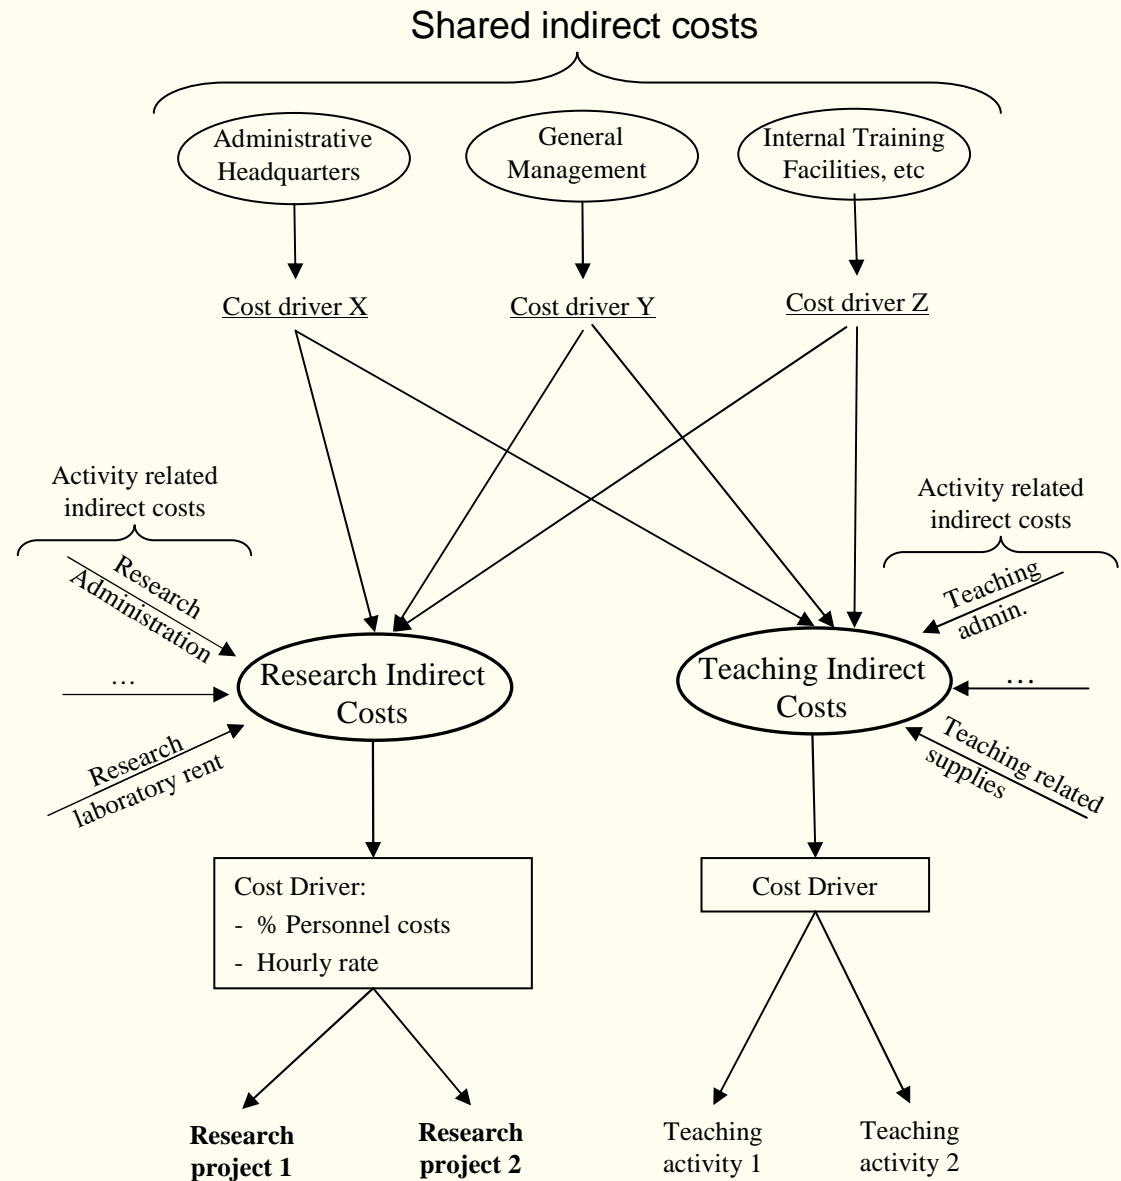 Shared indirect costs
Administrative
Headquarters
General
Management
Internal Training
Facilities, etc
Cost driver X
Cost driver Y
Cost driver Z
Activity related
indirect costs
Activity related
indirect costs
Research
Administration
…
Research
laboratory rent
Research Indirect
Costs
Teaching Indirect
Costs
Teaching
admin.
…
Teaching related
supplies
Cost Driver:
- % Personnel costs
- Hourly rate
Cost Driver
Research
project 1
Research
project 2
Teaching
activity 1
Teaching
activity 2